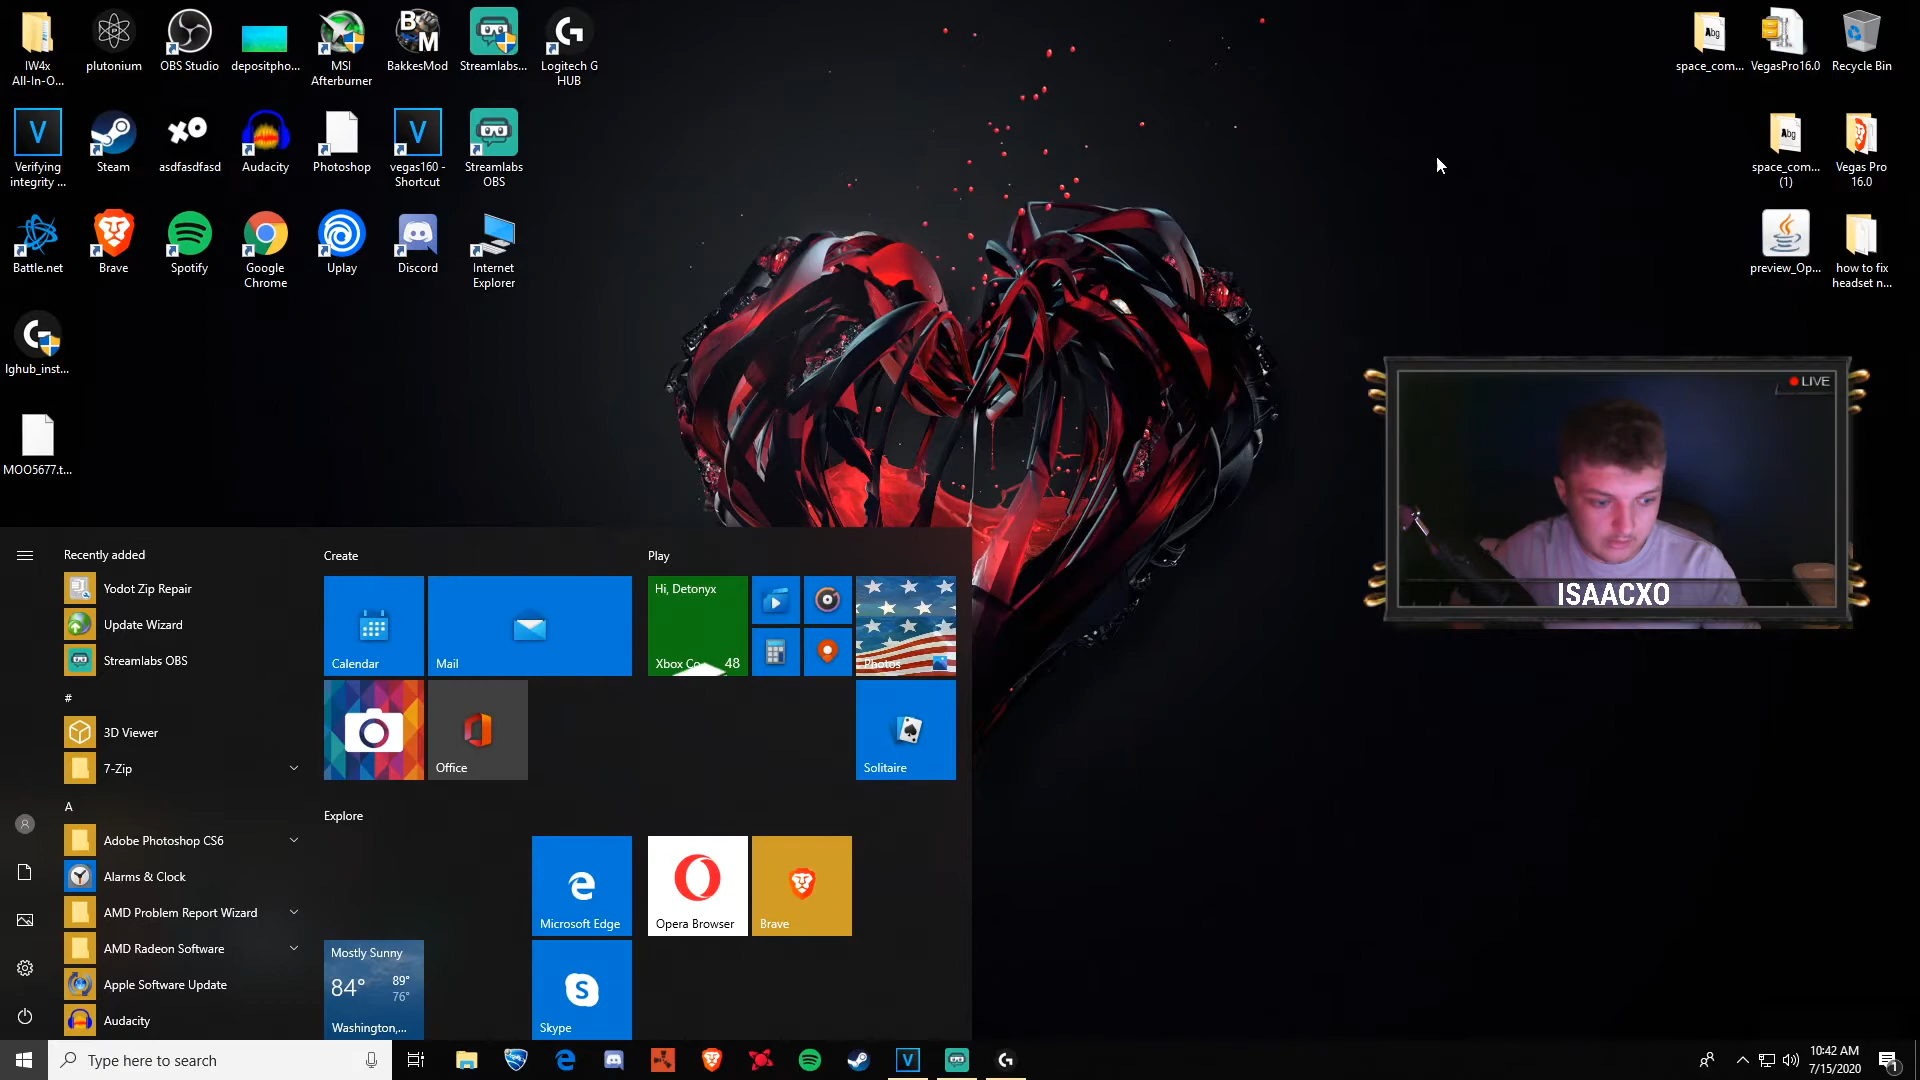 IW4x
All-In-O...
plutonium
OBS Studio
depositpho...
MSI
Afterburner
BakkesMod
Streamlabs...
Logitech G
HUB
Verifying
integrity ...
Steam
asdfasdfasd
Audacity
Photoshop
vegas160 -
Shortcut
Streamlabs
OBS
Battle.net
Brave
Spotify
Google
Chrome
Uplay
Discord
Internet
Explorer
lghub_inst...
MOO5677.t...
space_com...
VegasPro16.0
Recycle Bin
space_com...
(1)
Vegas Pro
16.0
preview_Op...
how to fix
headset n...
LIVE
ISAACXO
Recently added
Yodot Zip Repair
Update Wizard
Streamlabs OBS
#
3D Viewer
7-Zip
A
Adobe Photoshop CS6
Alarms & Clock
AMD Problem Report Wizard
AMD Radeon Software
Apple Software Update
Audacity
Create
Calendar
Mail
Office
Explore
Microsoft Edge
Mostly Sunny
84° 89°
76°
Washington,...
Skype
Play
Hi, Detonyx
Xbox Co... 48
Photos
Solitaire
Opera Browser
Brave
Type here to search
10:42 AM
7/15/2020
1